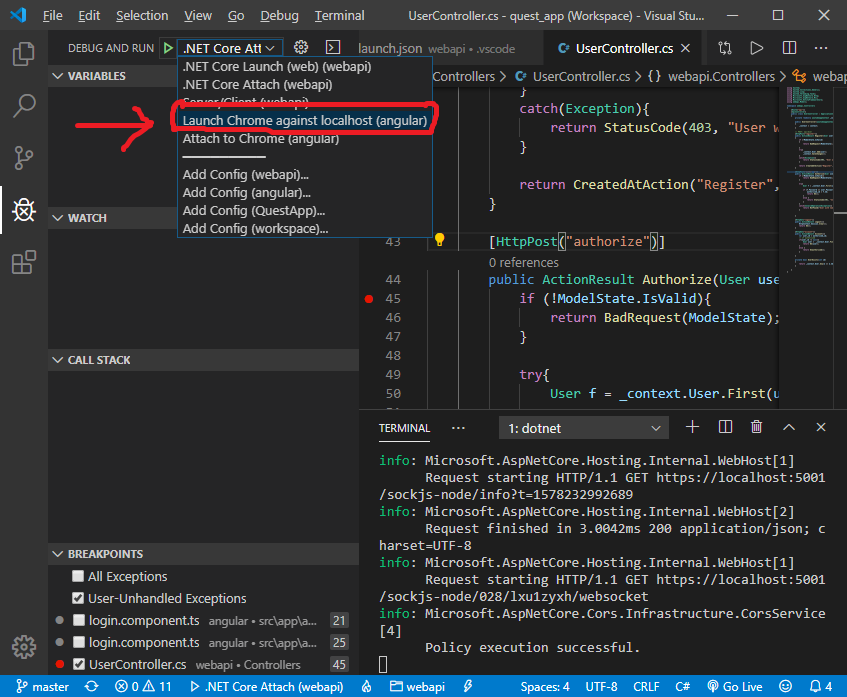 File Edit Selection View Go Debug Terminal UserController.cs - quest_app (Workspace) - Visual Stu...
DEBUG AND RUN .NET Core Att
launch.json webapi • .vscode
C# UserController.cs
.NET Core Launch (web) (webapi)
.NET Core Attach (webapi)
Server/Client (webapi)
Launch Chrome against localhost (angular)
Attach to Chrome (angular)
Add Config (webapi)...
Add Config (angular)...
Add Config (QuestApp)...
Add Config (workspace)...
VARIABLES
WATCH
CALL STACK
BREAKPOINTS
All Exceptions
User-Unhandled Exceptions
login.component.ts angular • src\app\a... 21
login.component.ts angular • src\app\a... 25
UserController.cs webapi • Controllers 45
Controllers > C# UserController.cs > {} webapi.Controllers > webap
}
catch(Exception){
return StatusCode(403, "User w
}
return CreatedAtAction("Register",
}
43 [HttpPost("authorize")]
0 references
44 public ActionResult Authorize(User use
45 if (!ModelState.IsValid){
46 return BadRequest(ModelState);
47 }
48
49 try{
50 User f = _context.User.First(u
TERMINAL ... 1: dotnet
info: Microsoft.AspNetCore.Hosting.Internal.WebHost[1]
Request starting HTTP/1.1 GET https://localhost:5001
/sockjs-node/info?t=1578232992689
info: Microsoft.AspNetCore.Hosting.Internal.WebHost[2]
Request finished in 3.0042ms 200 application/json; c
harset=UTF-8
info: Microsoft.AspNetCore.Hosting.Internal.WebHost[1]
Request starting HTTP/1.1 GET https://localhost:5001
/sockjs-node/028/lxu1zyxh/websocket
info: Microsoft.AspNetCore.Cors.Infrastructure.CorsService
[4]
Policy execution successful.
master 0 11 .NET Core Attach (webapi) webapi Spaces: 4 UTF-8 CRLF C# Go Live 4